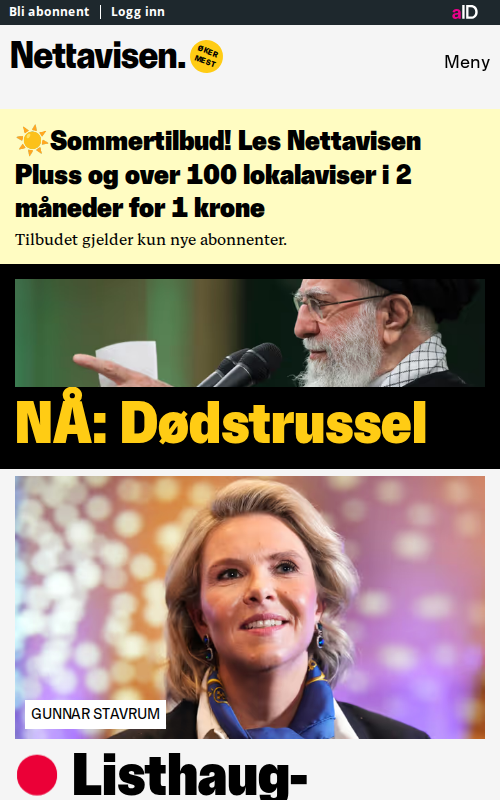 Bli abonnent | Logg inn
aID
Nettavisen.
ØKER
MEST
Meny
☀️Sommertilbud! Les Nettavisen
Pluss og over 100 lokalaviser i 2
måneder for 1 krone
Tilbudet gjelder kun nye abonnenter.
NÅ: Dødstrussel
GUNNAR STAVRUM
Listhaug-